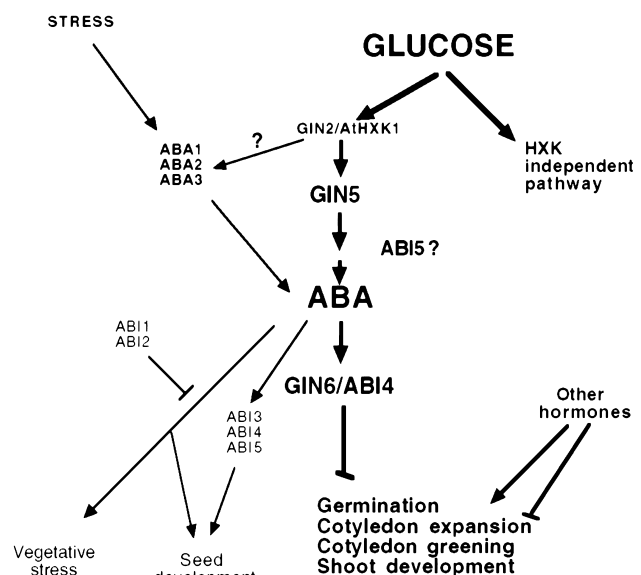 STRESS
GLUCOSE
GIN2/AtHXK1
?
ABA1
ABA2
ABA3
HXK
independent
pathway
GIN5
ABI5?
ABA
ABI1
ABI2
GIN6/ABI4
Other
hormones
ABI3
ABI4
ABI5
Germination
Cotyledon expansion
Cotyledon greening
Shoot development
Vegetative
stress
Seed
development